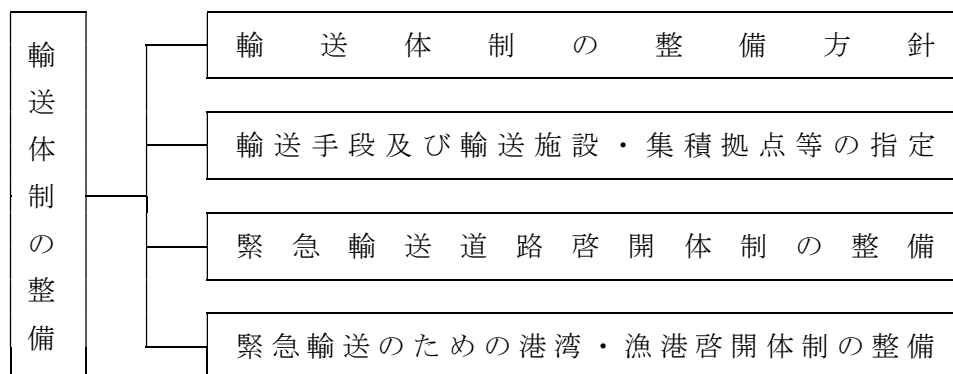 輸送体制の整備
輸送体制の整備方針
輸送手段及び輸送施設・集積拠点等の指定
緊急輸送道路啓開体制の整備
緊急輸送のための港湾・漁港啓開体制の整備